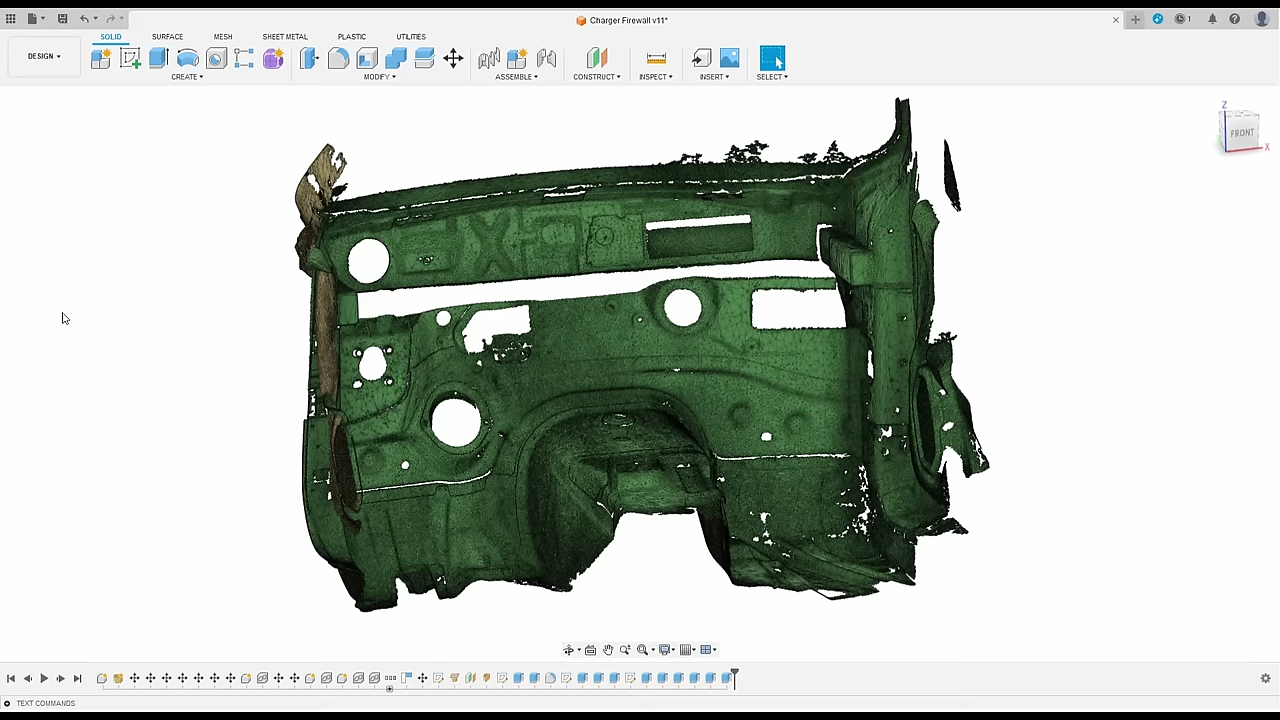 Charger Firewall v11*
1
SOLID SURFACE MESH SHEET METAL PLASTIC UTILITIES
DESIGN
CREATE MODIFY ASSEMBLE CONSTRUCT INSPECT INSERT SELECT
Z
FRONT
X
TEXT COMMANDS